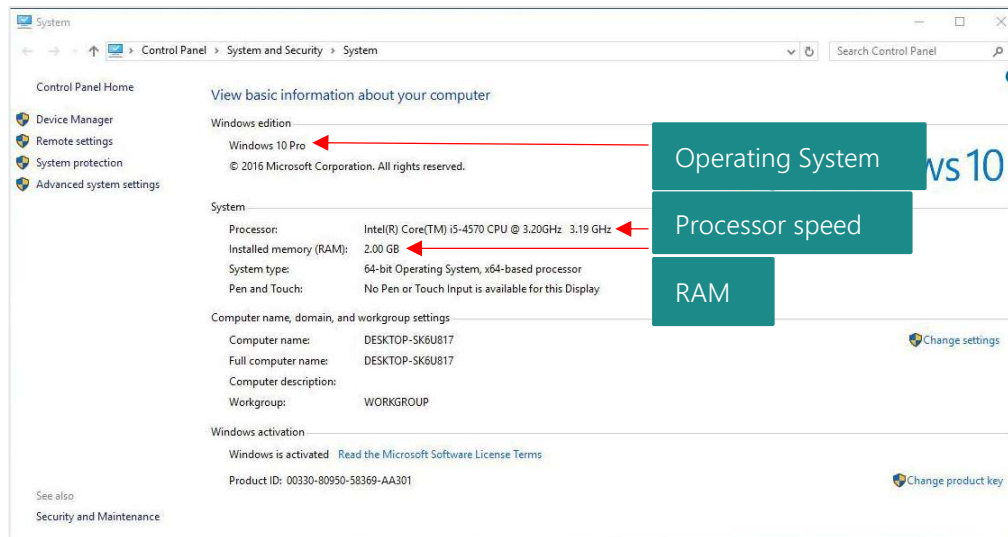 System
Control Panel > System and Security > System
Search Control Panel
Control Panel Home
Device Manager
Remote settings
System protection
Advanced system settings
View basic information about your computer
Windows edition
Windows 10 Pro
© 2016 Microsoft Corporation. All rights reserved.
Operating System
ws 10
System
Processor: Intel(R) Core(TM) i5-4570 CPU @ 3.20GHz 3.19 GHz
Processor speed
Installed memory (RAM): 2.00 GB
System type: 64-bit Operating System, x64-based processor
Pen and Touch: No Pen or Touch Input is available for this Display
RAM
Computer name, domain, and workgroup settings
Computer name: DESKTOP-SK6U817
Change settings
Full computer name: DESKTOP-SK6U817
Computer description:
Workgroup: WORKGROUP
Windows activation
Windows is activated Read the Microsoft Software License Terms
Product ID: 00330-80950-58369-AA301
Change product key
See also
Security and Maintenance